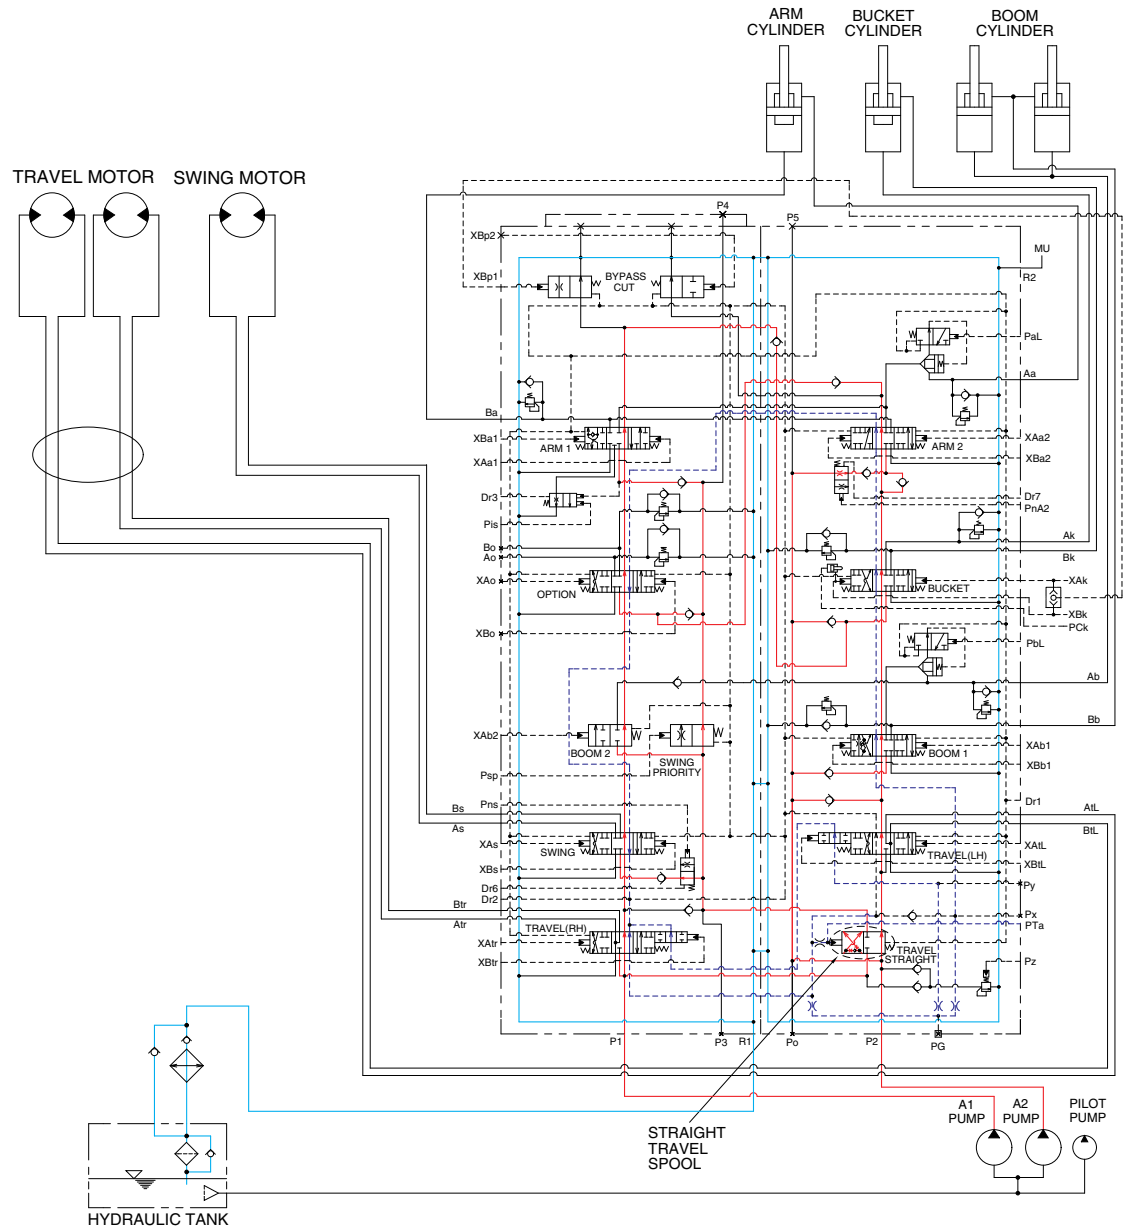 ARM
CYLINDER
BUCKET
CYLINDER
BOOM
CYLINDER
TRAVEL MOTOR
SWING MOTOR
P4
P5
XBp2
XBp1
BYPASS
CUT
MU
R2
PaL
Aa
Ba
XBa1
ARM 1
XAa1
XAa2
ARM 2
XBa2
Dr3
Pis
Dr7
PnA2
Bo
Ao
Ak
Bk
XAo
OPTION
XBo
BUCKET
XAk
XBk
PCk
PbL
Ab
Bb
XAb2
BOOM 2
SWING
PRIORITY
Psp
BOOM 1
XAb1
XBb1
Pns
Bs
As
Dr1
AtL
BtL
XAs
SWING
XBs
Dr6
Dr2
TRAVEL(LH)
XAtL
XBtL
Py
Btr
Atr
TRAVEL(RH)
XAtr
XBtr
Px
PTa
TRAVEL
STRAIGHT
Pz
P1
P3
R1
Po
P2
PG
STRAIGHT
TRAVEL
SPOOL
A1
PUMP
A2
PUMP
PILOT
PUMP
HYDRAULIC TANK